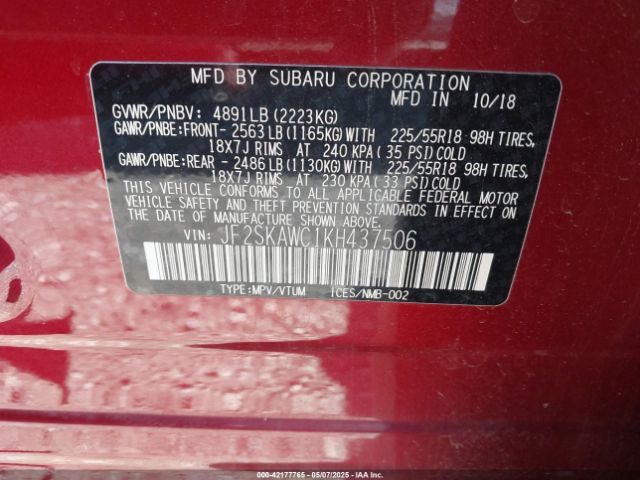 MFD BY SUBARU CORPORATION
MFD IN 10/18
GVWR/PNBV: 4891LB (2223KG)
GAWR/PNBE:FRONT- 2563LB(1165KG)WITH 225/55R18 98H TIRES,
18X7J RIMS AT 240 KPA(35 PSI)COLD
GAWR/PNBE:REAR - 2486LB(1130KG)WITH 225/55R18 98H TIRES,
18X7J RIMS AT 230 KPA(33 PSI)COLD
THIS VEHICLE CONFORMS TO ALL APPLICABLE FEDERAL MOTOR
VEHICLE SAFETY AND THEFT PREVENTION STANDARDS IN EFFECT
ON THE DATE OF MANUFACTURE SHOWN ABOVE.
VIN: JF2SKAWC1KH437506
TYPE:MPV/VTUM ICES/NMB-002
000-42177765 - 05/07/2025 - IAA Inc.